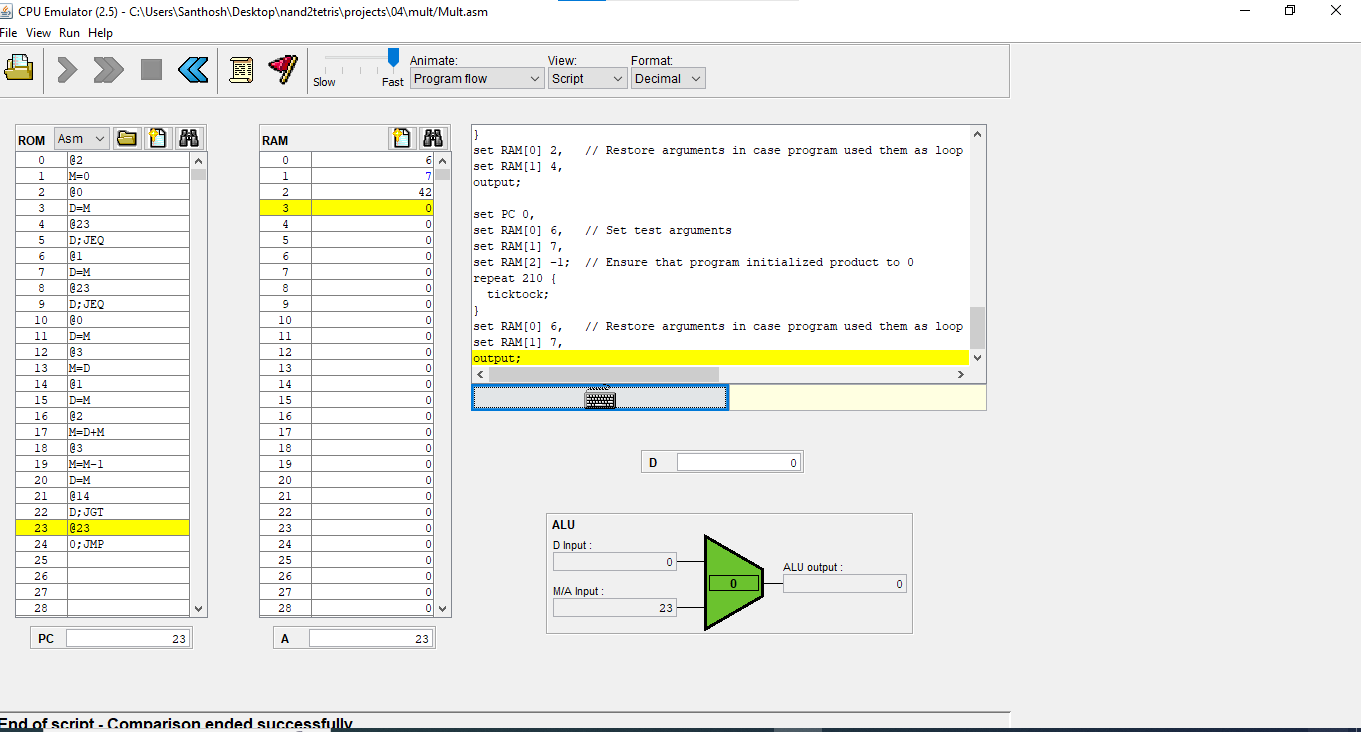 CPU Emulator (2.5) - C:\Users\Santhosh\Desktop\nand2tetris\projects\04\mult/Mult.asm
File View Run Help
Animate: View: Format:
Slow Fast Program flow Script Decimal
ROM Asm
0 @2
1 M=0
2 @0
3 D=M
4 @23
5 D;JEQ
6 @1
7 D=M
8 @23
9 D;JEQ
10 @0
11 D=M
12 @3
13 M=D
14 @1
15 D=M
16 @2
17 M=D+M
18 @3
19 M=M-1
20 D=M
21 @14
22 D;JGT
23 @23
24 0;JMP
25
26
27
28
PC 23
RAM
0 6
1 7
2 42
3 0
4 0
5 0
6 0
7 0
8 0
9 0
10 0
11 0
12 0
13 0
14 0
15 0
16 0
17 0
18 0
19 0
20 0
21 0
22 0
23 0
24 0
25 0
26 0
27 0
28 0
A 23
}
set RAM[0] 2, // Restore arguments in case program used them as loop
set RAM[1] 4,
output;
set PC 0,
set RAM[0] 6, // Set test arguments
set RAM[1] 7,
set RAM[2] -1; // Ensure that program initialized product to 0
repeat 210 {
ticktock;
}
set RAM[0] 6, // Restore arguments in case program used them as loop
set RAM[1] 7,
output;
D 0
ALU
D Input :
0
M/A Input :
23
0
ALU output :
0
End of script - Comparison ended successfully